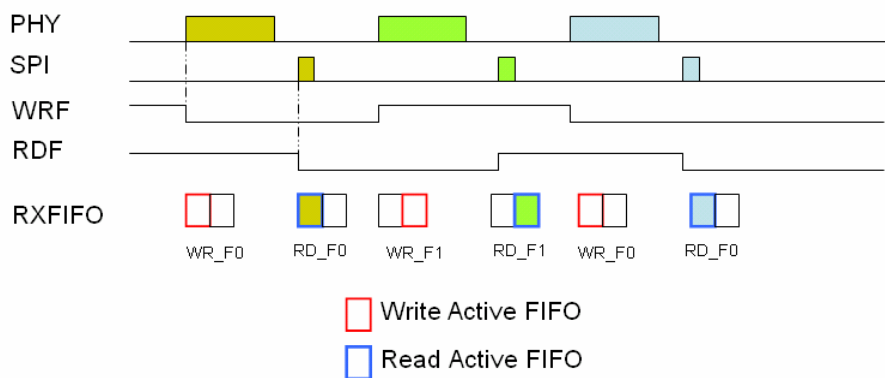 PHY
SPI
WRF
RDF
RXFIFO
WR_F0 RD_F0 WR_F1 RD_F1 WR_F0 RD_F0
Write Active FIFO
Read Active FIFO